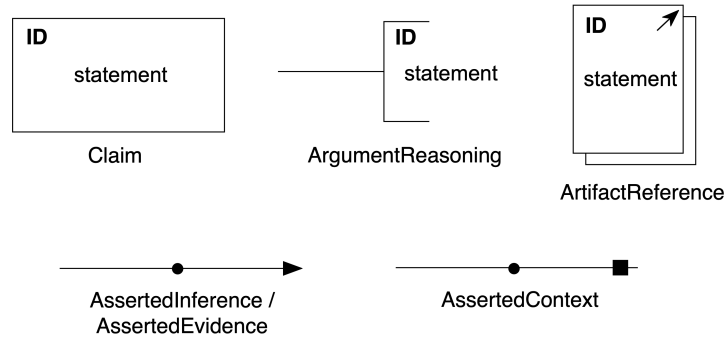 ID
statement
Claim
ID
statement
ArgumentReasoning
ID
statement
ArtifactReference
AssertedInference /
AssertedEvidence
AssertedContext